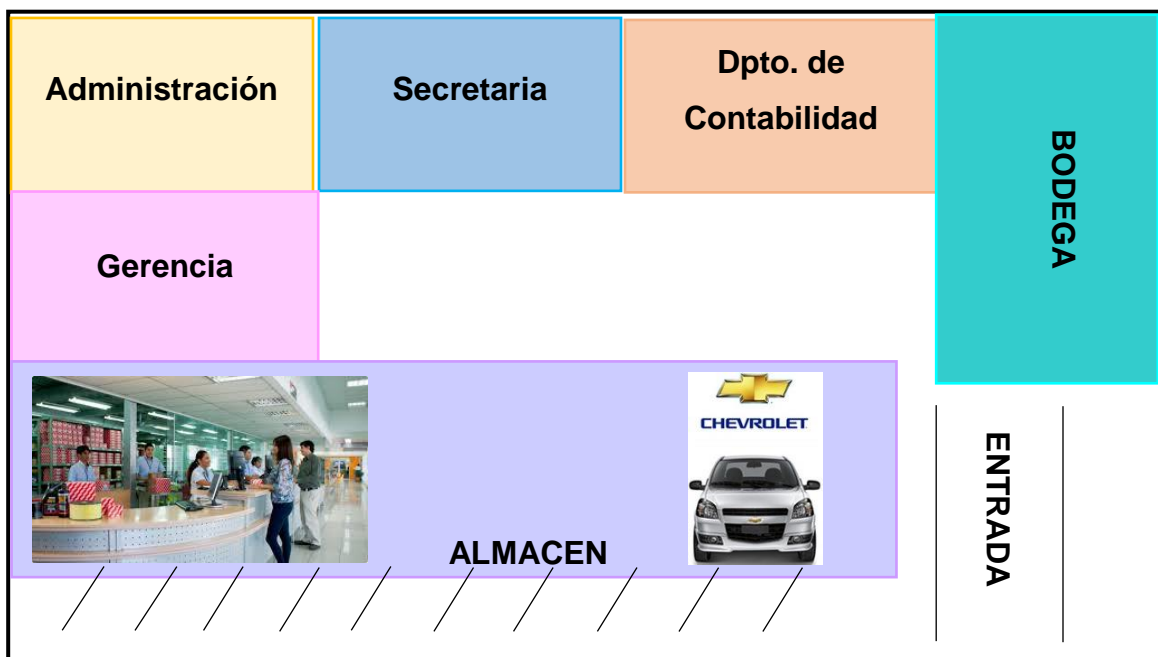 Administración
Secretaria
Dpto. de
Contabilidad
BODEGA
Gerencia
CHEVROLET
ALMACEN
ENTRADA